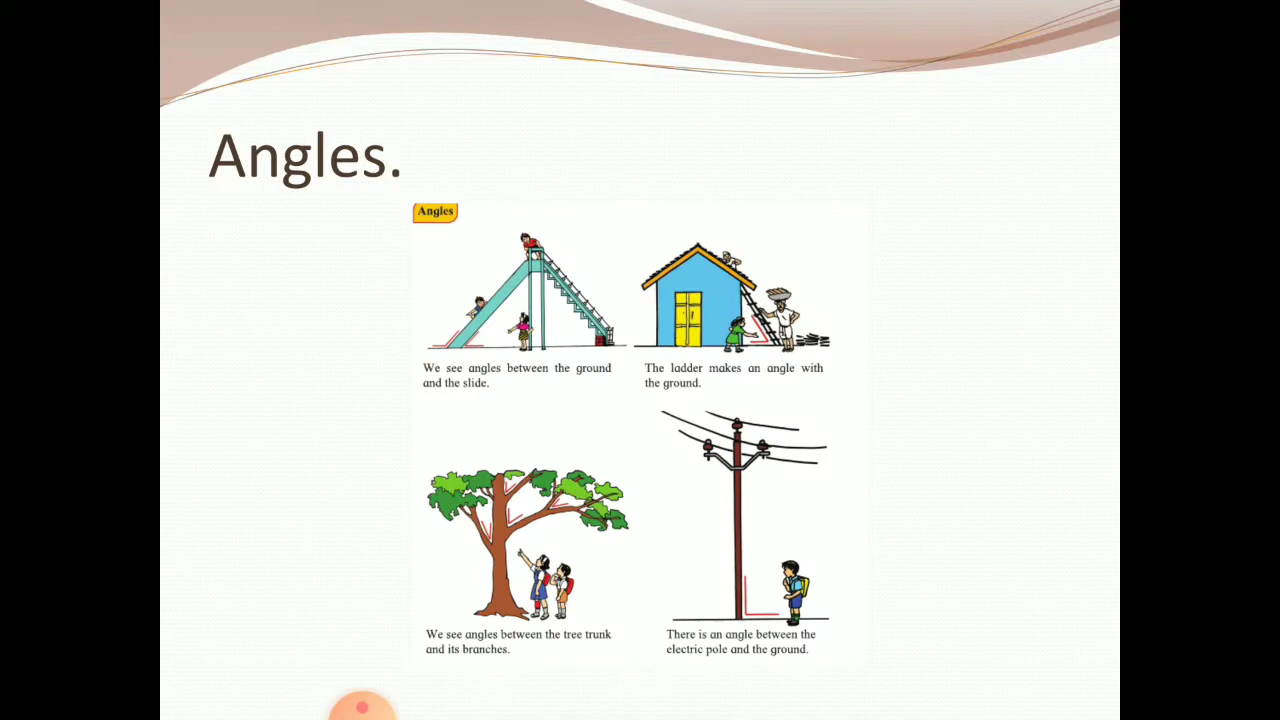 Angles.
Angles
We see angles between the ground
and the slide.
The ladder makes an angle with
the ground.
We see angles between the tree trunk
and its branches.
There is an angle between the
electric pole and the ground.